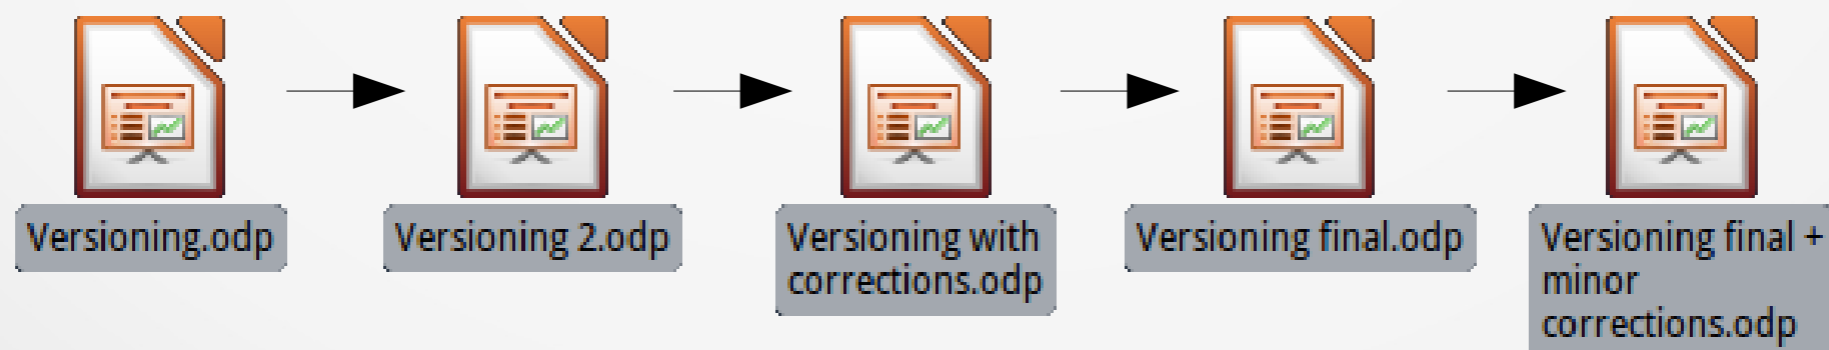 Versioning.odp
Versioning 2.odp
Versioning with
corrections.odp
Versioning final.odp
Versioning final +
minor
corrections.odp